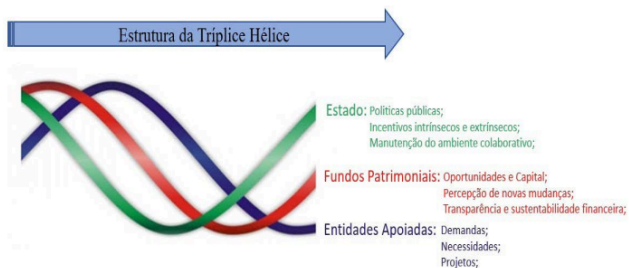 Estrutura da Tríplice Hélice
Estado: Políticas públicas;
Incentivos intrínsecos e extrínsecos;
Manutenção do ambiente colaborativo;
Fundos Patrimoniais: Oportunidades e Capital;
Percepção de novas mudanças;
Transparência e sustentabilidade financeira;
Entidades Apoiadas: Demandas;
Necessidades;
Projetos;